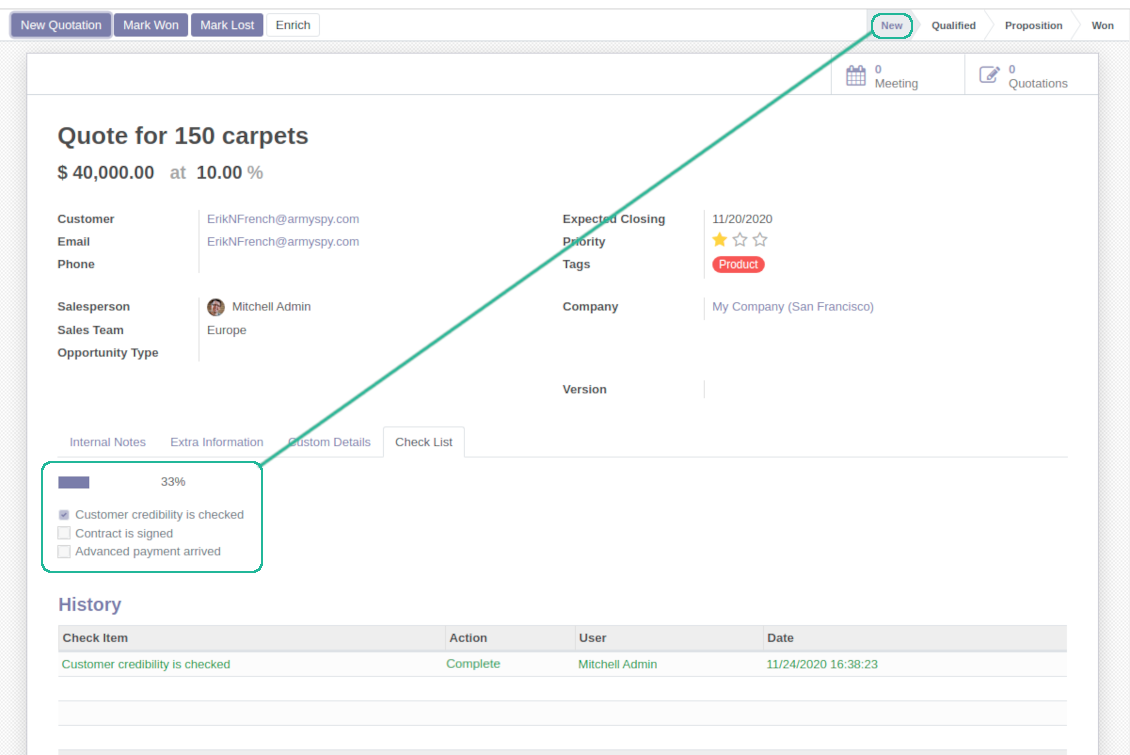 New Quotation Mark Won Mark Lost Enrich New Qualified Proposition Won
0 Meeting
0 Quotations
Quote for 150 carpets
$ 40,000.00 at 10.00 %
Customer ErikNFrench@armyspy.com
Email ErikNFrench@armyspy.com
Phone
Expected Closing 11/20/2020
Priority
Tags Product
Salesperson Mitchell Admin
Sales Team Europe
Opportunity Type
Company My Company (San Francisco)
Version
Internal Notes Extra Information Custom Details Check List
33%
Customer credibility is checked
Contract is signed
Advanced payment arrived
History
Check Item Action User Date
Customer credibility is checked Complete Mitchell Admin 11/24/2020 16:38:23